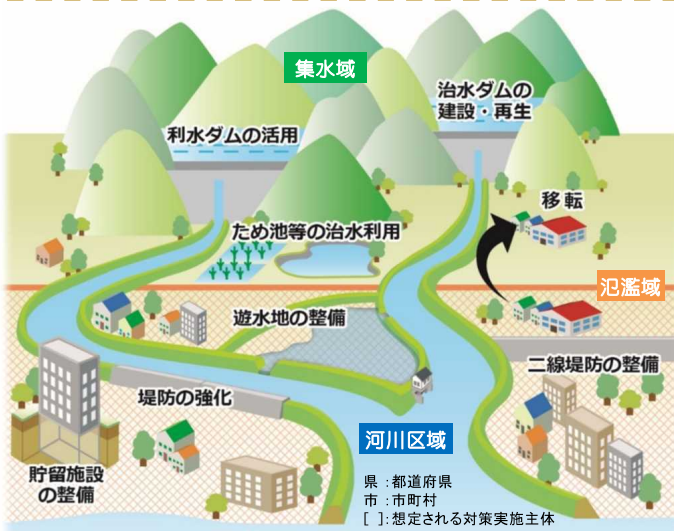 集水域
治水ダムの
建設・再生
利水ダムの活用
移転
ため池等の治水利用
氾濫域
遊水地の整備
二線堤防の整備
堤防の強化
河川区域
貯留施設
の整備
県：都道府県
市：市町村
[ ]：想定される対策実施主体